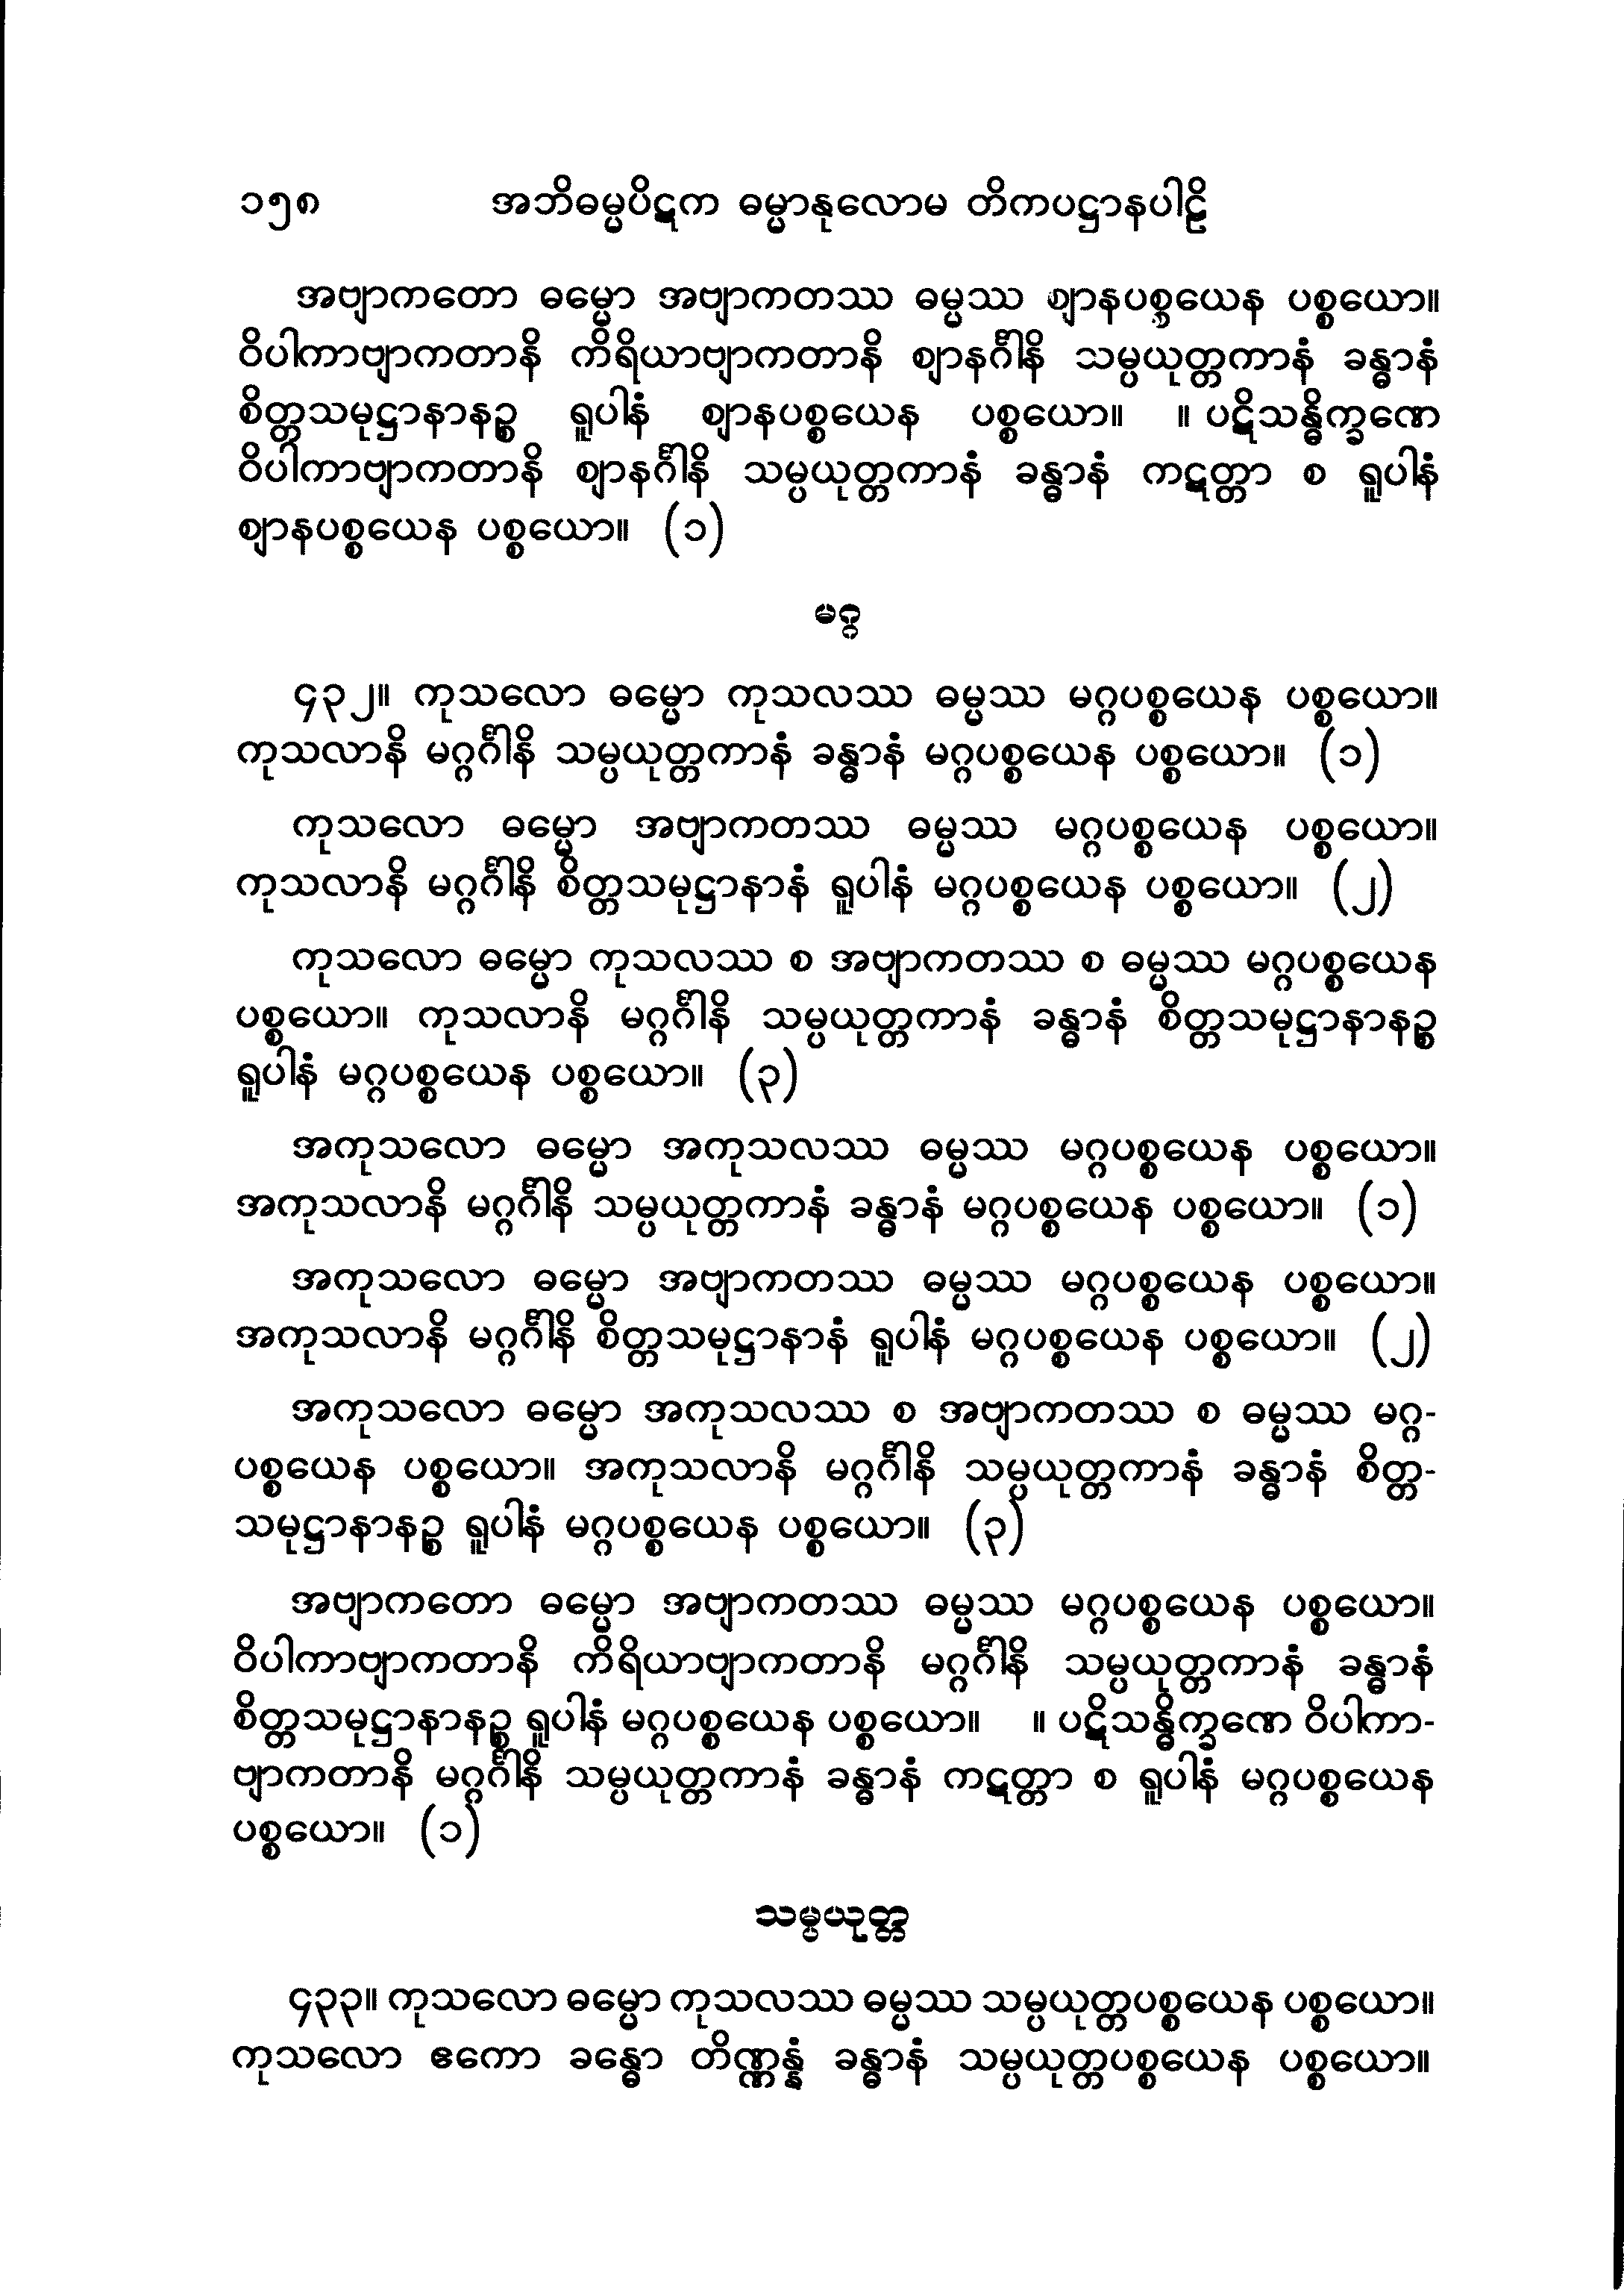 ၁၅၈ အဘိဓမ္မပိဋက ဓမ္မာနုလောမ တိကပဋ္ဌာနပါဠိ
အဗျာကတော ဓမ္မော အဗျာကတဿ ဓမ္မဿ ဈာနပစ္စယေန ပစ္စယော။
ဝိပါကာဗျာကတာနိ ကိရိယာဗျာကတာနိ ဈာနင်္ဂါနိ သမ္ပယုတ္တကာနံ ခန္ဓာနံ
စိတ္တသမုဋ္ဌာနာနဉ္စ ရူပါနံ ဈာနပစ္စယေန ပစ္စယော။ ။ ပဋိသန္ဓိက္ခဏေ
ဝိပါကာဗျာကတာနိ ဈာနင်္ဂါနိ သမ္ပယုတ္တကာနံ ခန္ဓာနံ ကဋတ္တာ စ ရူပါနံ
ဈာနပစ္စယေန ပစ္စယော။ (၁)
မဂ္ဂ
၄၃၂။ ကုသလော ဓမ္မော ကုသလဿ ဓမ္မဿ မဂ္ဂပစ္စယေန ပစ္စယော။
ကုသလာနိ မဂ္ဂင်္ဂါနိ သမ္ပယုတ္တကာနံ ခန္ဓာနံ မဂ္ဂပစ္စယေန ပစ္စယော။ (၁)
ကုသလော ဓမ္မော အဗျာကတဿ ဓမ္မဿ မဂ္ဂပစ္စယေန ပစ္စယော။
ကုသလာနိ မဂ္ဂင်္ဂါနိ စိတ္တသမုဋ္ဌာနာနံ ရူပါနံ မဂ္ဂပစ္စယေန ပစ္စယော။ (၂)
ကုသလော ဓမ္မော ကုသလဿ စ အဗျာကတဿ စ ဓမ္မဿ မဂ္ဂပစ္စယေန
ပစ္စယော။ ကုသလာနိ မဂ္ဂင်္ဂါနိ သမ္ပယုတ္တကာနံ ခန္ဓာနံ စိတ္တသမုဋ္ဌာနာနဉ္စ
ရူပါနံ မဂ္ဂပစ္စယေန ပစ္စယော။ (၃)
အကုသလော ဓမ္မော အကုသလဿ ဓမ္မဿ မဂ္ဂပစ္စယေန ပစ္စယော။
အကုသလာနိ မဂ္ဂင်္ဂါနိ သမ္ပယုတ္တကာနံ ခန္ဓာနံ မဂ္ဂပစ္စယေန ပစ္စယော။ (၁)
အကုသလော ဓမ္မော အဗျာကတဿ ဓမ္မဿ မဂ္ဂပစ္စယေန ပစ္စယော။
အကုသလာနိ မဂ္ဂင်္ဂါနိ စိတ္တသမုဋ္ဌာနာနံ ရူပါနံ မဂ္ဂပစ္စယေန ပစ္စယော။ (၂)
အကုသလော ဓမ္မော အကုသလဿ စ အဗျာကတဿ စ ဓမ္မဿ မဂ္ဂ-
ပစ္စယေန ပစ္စယော။ အကုသလာနိ မဂ္ဂင်္ဂါနိ သမ္ပယုတ္တကာနံ ခန္ဓာနံ စိတ္တ-
သမုဋ္ဌာနာနဉ္စ ရူပါနံ မဂ္ဂပစ္စယေန ပစ္စယော။ (၃)
အဗျာကတော ဓမ္မော အဗျာကတဿ ဓမ္မဿ မဂ္ဂပစ္စယေန ပစ္စယော။
ဝိပါကာဗျာကတာနိ ကိရိယာဗျာကတာနိ မဂ္ဂင်္ဂါနိ သမ္ပယုတ္တကာနံ ခန္ဓာနံ
စိတ္တသမုဋ္ဌာနာနဉ္စ ရူပါနံ မဂ္ဂပစ္စယေန ပစ္စယော။ ။ ပဋိသန္ဓိက္ခဏေ ဝိပါကာ-
ဗျာကတာနိ မဂ္ဂင်္ဂါနိ သမ္ပယုတ္တကာနံ ခန္ဓာနံ ကဋတ္တာ စ ရူပါနံ မဂ္ဂပစ္စယေန
ပစ္စယော။ (၁)
သမ္ပယုတ္တ
၄၃၃။ ကုသလော ဓမ္မော ကုသလဿ ဓမ္မဿ သမ္ပယုတ္တပစ္စယေန ပစ္စယော။
ကုသလော ဧကော ခန္ဓော တိဏ္ဏန္နံ ခန္ဓာနံ သမ္ပယုတ္တပစ္စယေန ပစ္စယော။